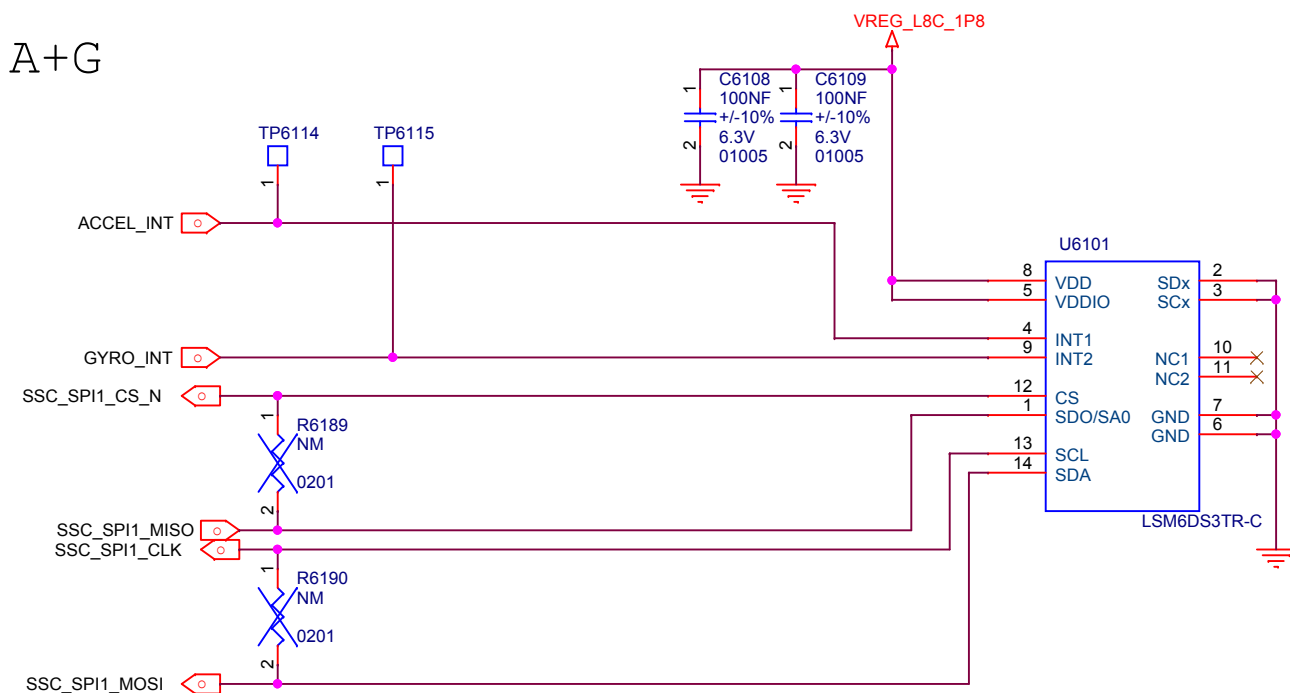 A+G
VREG_L8C_1P8
C6108
100NF
+/-10%
6.3V
01005
1
2
C6109
100NF
+/-10%
6.3V
01005
1
2
TP6114
1
TP6115
1
ACCEL_INT
GYRO_INT
SSC_SPI1_CS_N
1
R6189
NM
0201
2
SSC_SPI1_MISO
SSC_SPI1_CLK
1
R6190
NM
0201
2
SSC_SPI1_MOSI
U6101
8 VDD
5 VDDIO
4 INT1
9 INT2
12 CS
1 SDO/SA0
13 SCL
14 SDA
SDx 2
SCx 3
NC1 10
NC2 11
GND 7
GND 6
LSM6DS3TR-C